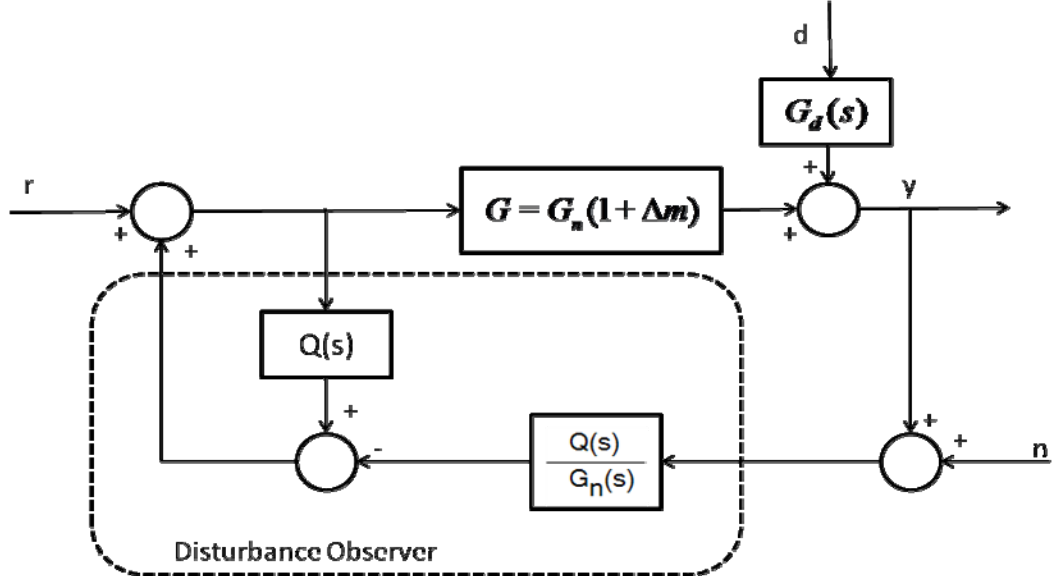 d
G_d(s)
+
r
y
G = G_n(1 + Δm)
+
+
+
Q(s)
+
+
+
-
Q(s)
G_n(s)
n
Disturbance Observer